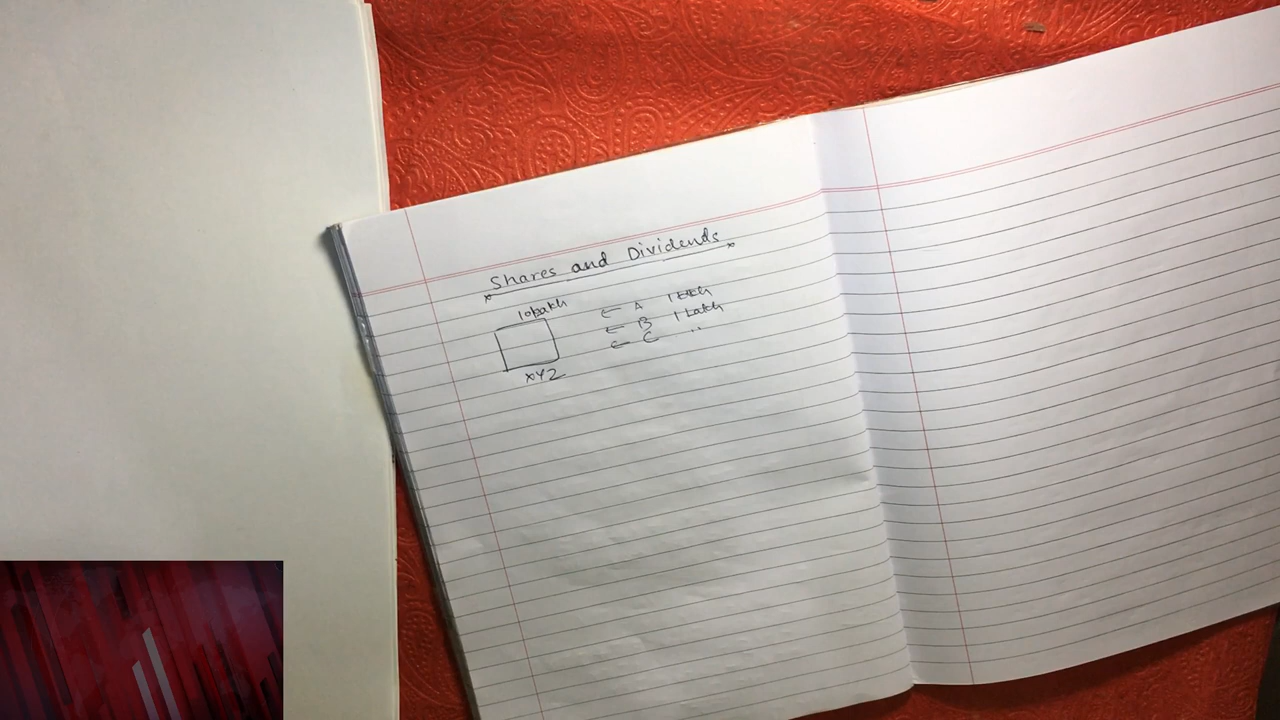 Shares and Dividends
10 lakh
← A 1 lakh
← B 1 lakh
← C "
XYZ